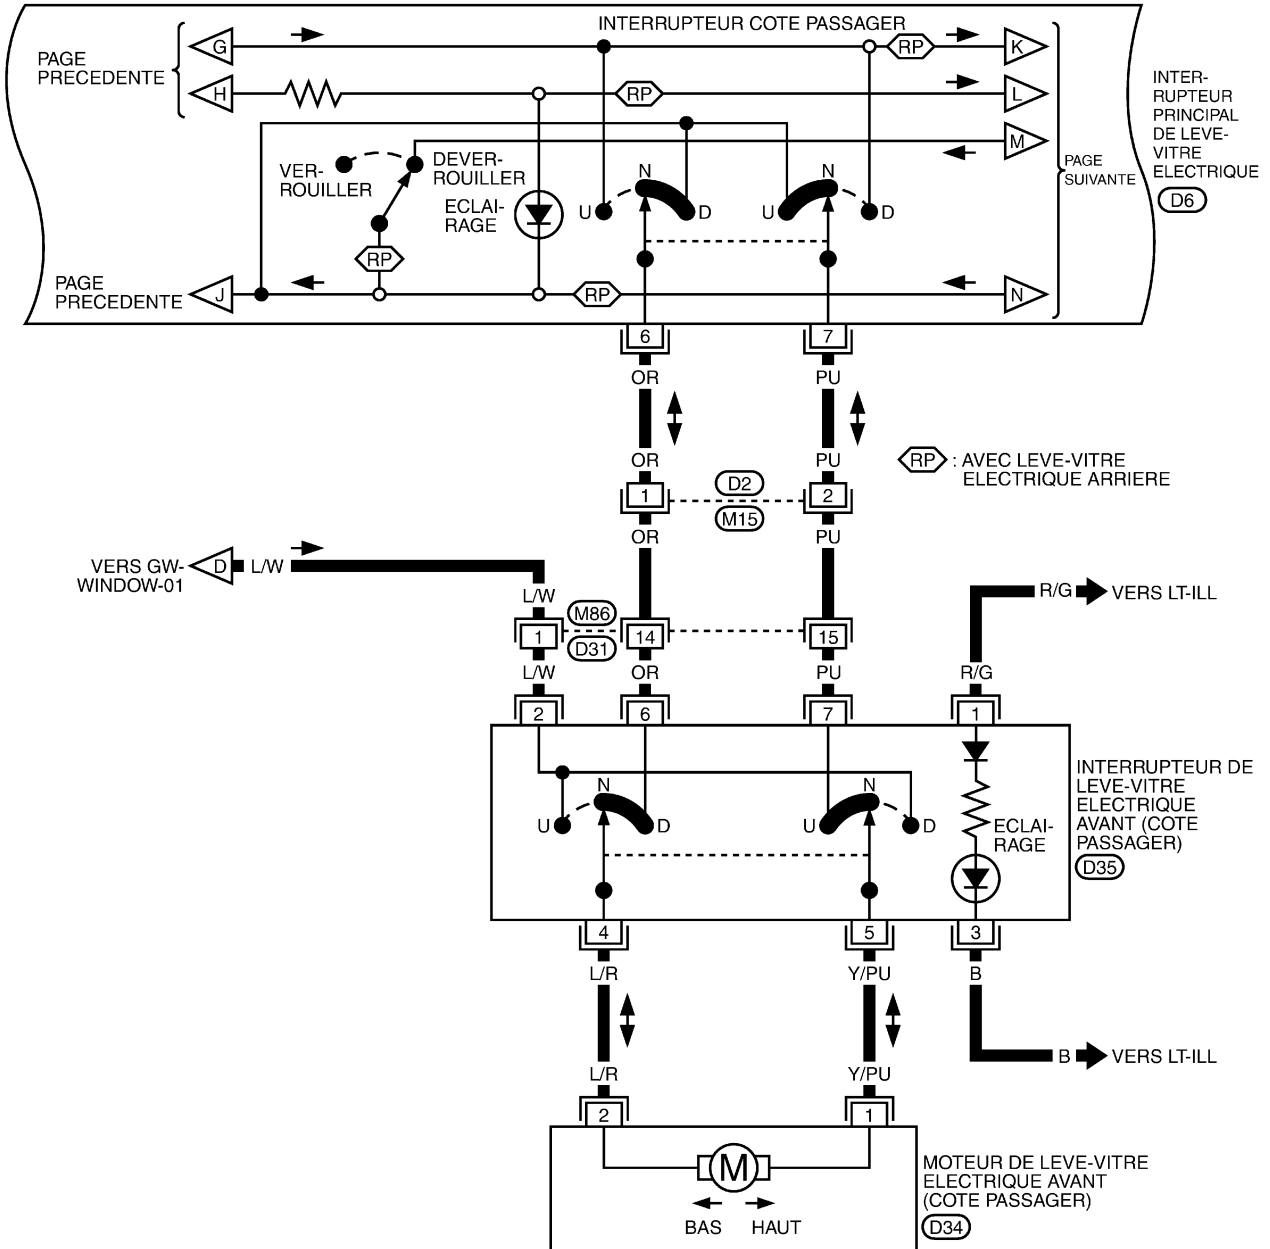 INTERRUPTEUR COTE PASSAGER
PAGE
PRECEDENTE
G
RP
K
H
RP
L
M
VER-
ROUILLER
DEVER-
ROUILLER
ECLAI-
RAGE
U
N
D
U
N
D
PAGE
SUIVANTE
INTER-
RUPTEUR
PRINCIPAL
DE LEVE-
VITRE
ELECTRIQUE
D6
RP
PAGE
PRECEDENTE
J
RP
N
6
7
OR
PU
OR
PU
RP : AVEC LEVE-VITRE
ELECTRIQUE ARRIERE
1
D2
M15
2
OR
PU
VERS GW-
WINDOW-01
D
L/W
L/W
R/G
VERS LT-ILL
1
M86
D31
14
15
L/W
OR
PU
R/G
2
6
7
1
U
N
D
U
N
D
ECLAI-
RAGE
INTERRUPTEUR DE
LEVE-VITRE
ELECTRIQUE
AVANT (COTE
PASSAGER)
D35
4
5
3
L/R
Y/PU
B
L/R
Y/PU
B
VERS LT-ILL
2
1
M
BAS
HAUT
MOTEUR DE LEVE-VITRE
ELECTRIQUE AVANT
(COTE PASSAGER)
D34